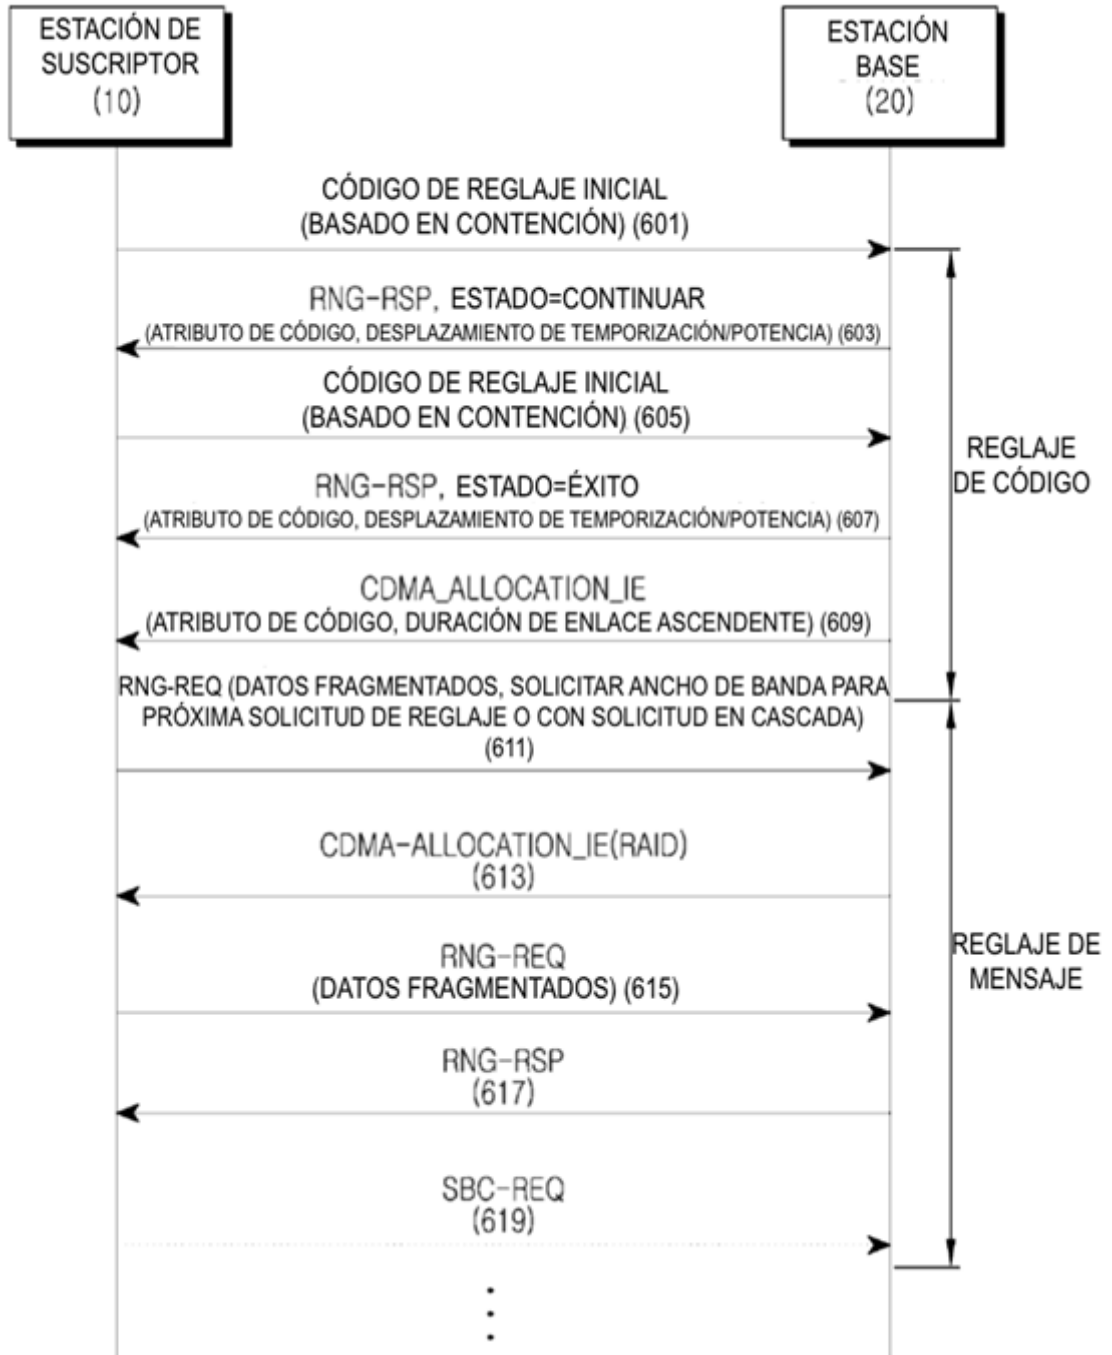 ESTACIÓN DE
SUSCRIPTOR
(10)
ESTACIÓN
BASE
(20)
CÓDIGO DE REGLAJE INICIAL
(BASADO EN CONTENCIÓN) (601)
RNG-RSP, ESTADO=CONTINUAR
(ATRIBUTO DE CÓDIGO, DESPLAZAMIENTO DE TEMPORIZACIÓN/POTENCIA) (603)
CÓDIGO DE REGLAJE INICIAL
(BASADO EN CONTENCIÓN) (605)
REGLAJE
DE CÓDIGO
RNG-RSP, ESTADO=ÉXITO
(ATRIBUTO DE CÓDIGO, DESPLAZAMIENTO DE TEMPORIZACIÓN/POTENCIA) (607)
CDMA_ALLOCATION_IE
(ATRIBUTO DE CÓDIGO, DURACIÓN DE ENLACE ASCENDENTE) (609)
RNG-REQ (DATOS FRAGMENTADOS, SOLICITAR ANCHO DE BANDA PARA
PRÓXIMA SOLICITUD DE REGLAJE O CON SOLICITUD EN CASCADA)
(611)
CDMA-ALLOCATION_IE(RAID)
(613)
RNG-REQ
(DATOS FRAGMENTADOS) (615)
REGLAJE DE
MENSAJE
RNG-RSP
(617)
SBC-REQ
(619)